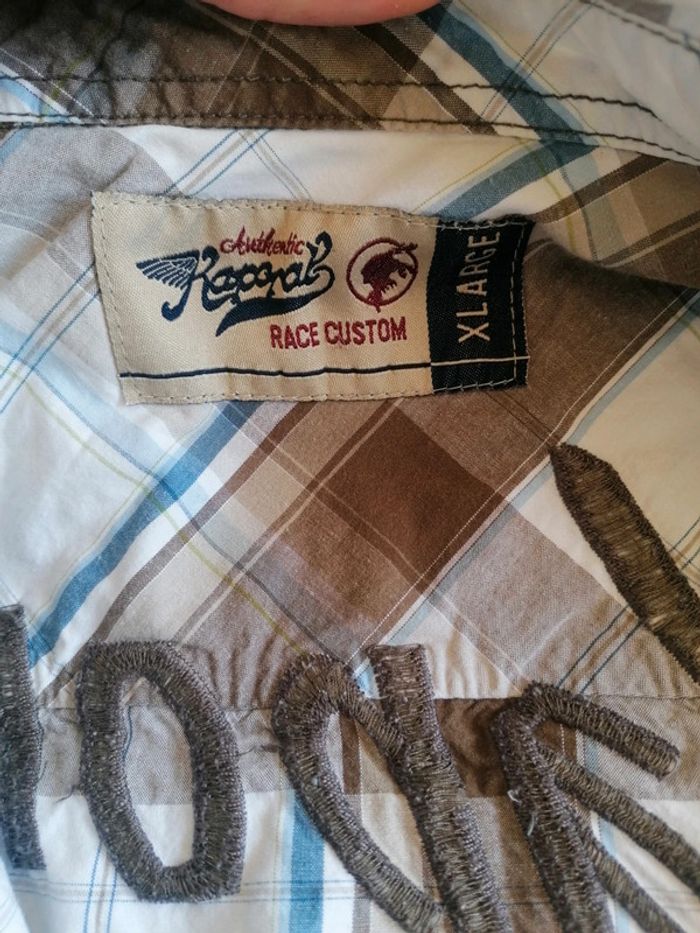 Authentic
Kaporal
RACE CUSTOM
XLARGE